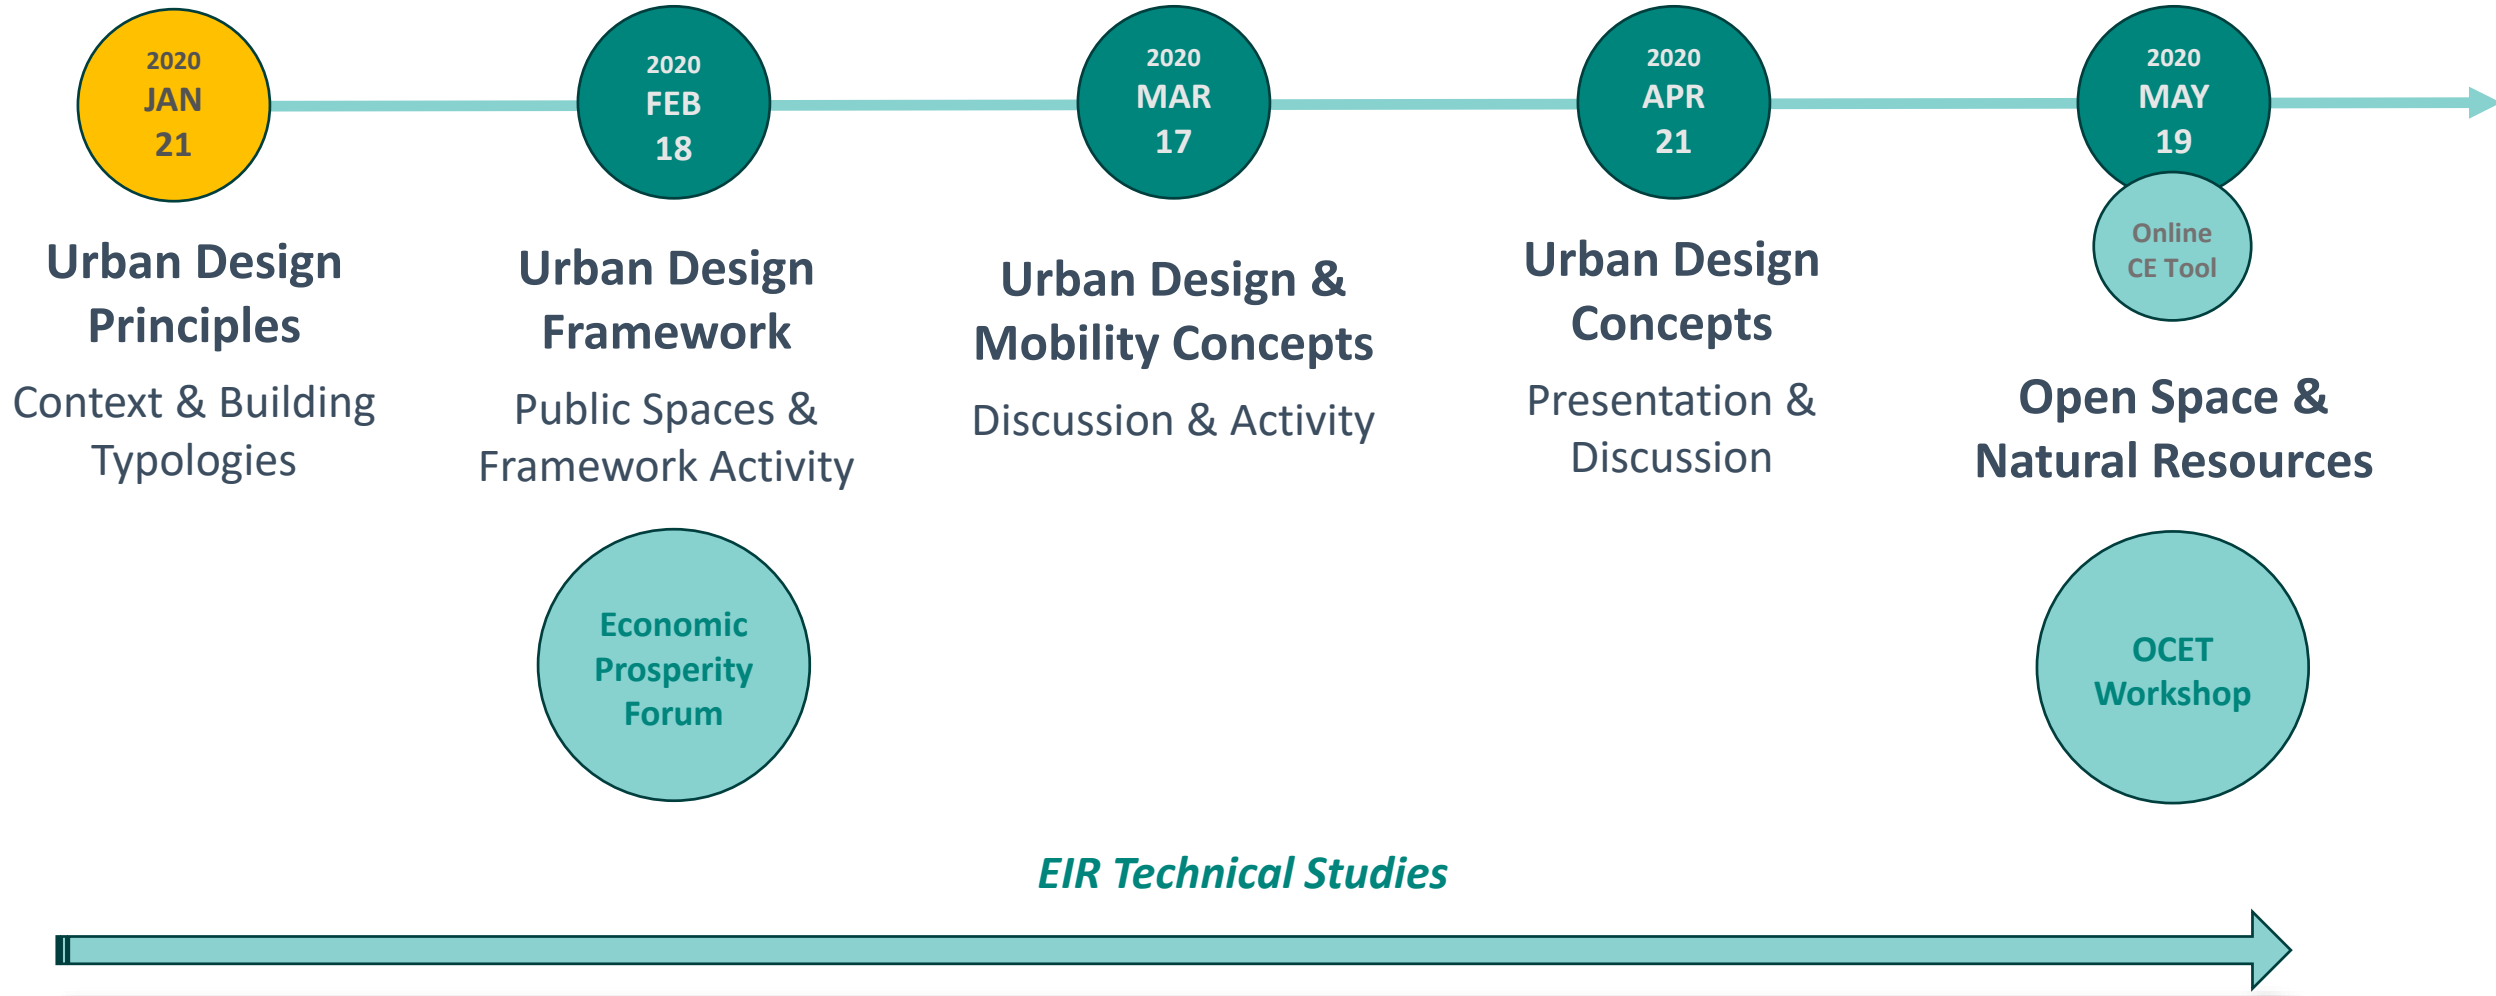 2020
JAN
21
2020
FEB
18
2020
MAR
17
2020
APR
21
2020
MAY
19
Online
CE Tool
Urban Design
Principles
Context & Building
Typologies
Urban Design
Framework
Public Spaces &
Framework Activity
Urban Design &
Mobility Concepts
Discussion & Activity
Urban Design
Concepts
Presentation &
Discussion
Open Space &
Natural Resources
Economic
Prosperity
Forum
OCET
Workshop
EIR Technical Studies